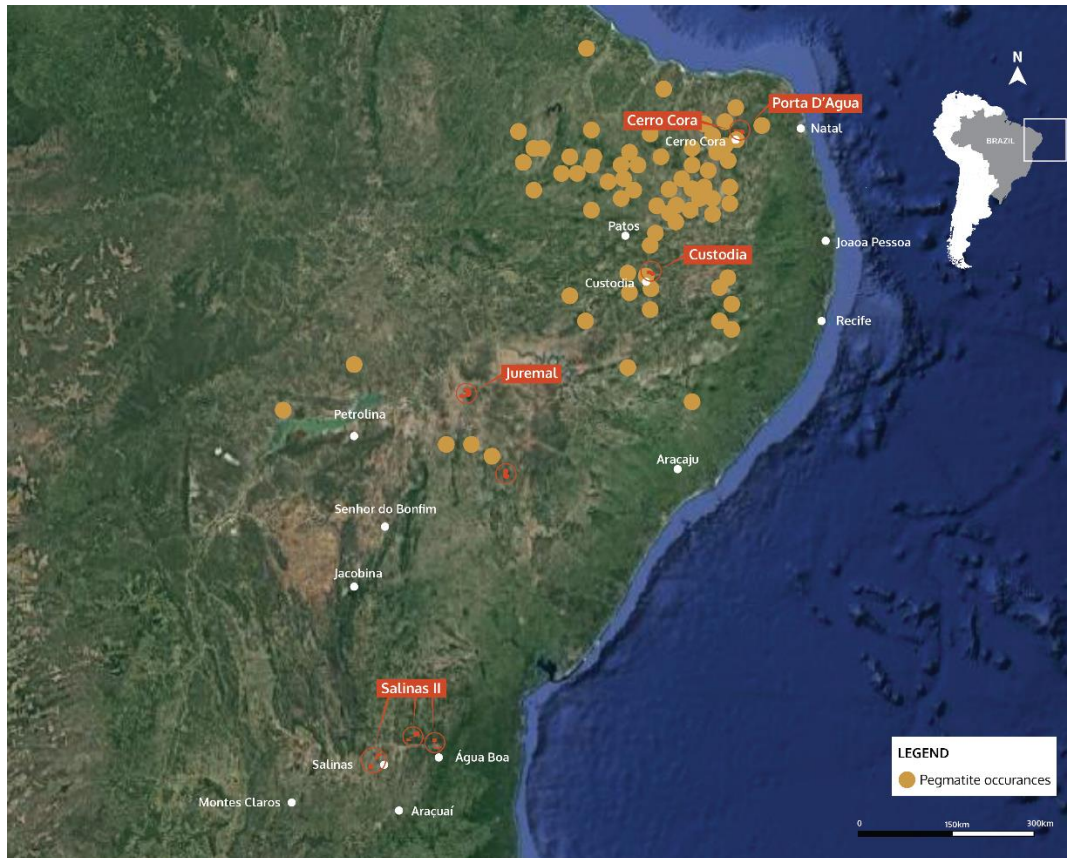 N
BRAZIL
Porta D'Agua
Cerro Cora
Natal
Cerro Cora
Patos
Joaoa Pessoa
Custodia
Custodia
Recife
Juremal
Petrolina
Aracaju
Senhor do Bonfim
Jacobina
Salinas II
Salinas
Água Boa
Montes Claros
Araçuaí
LEGEND
Pegmatite occurances
0 150km 300km